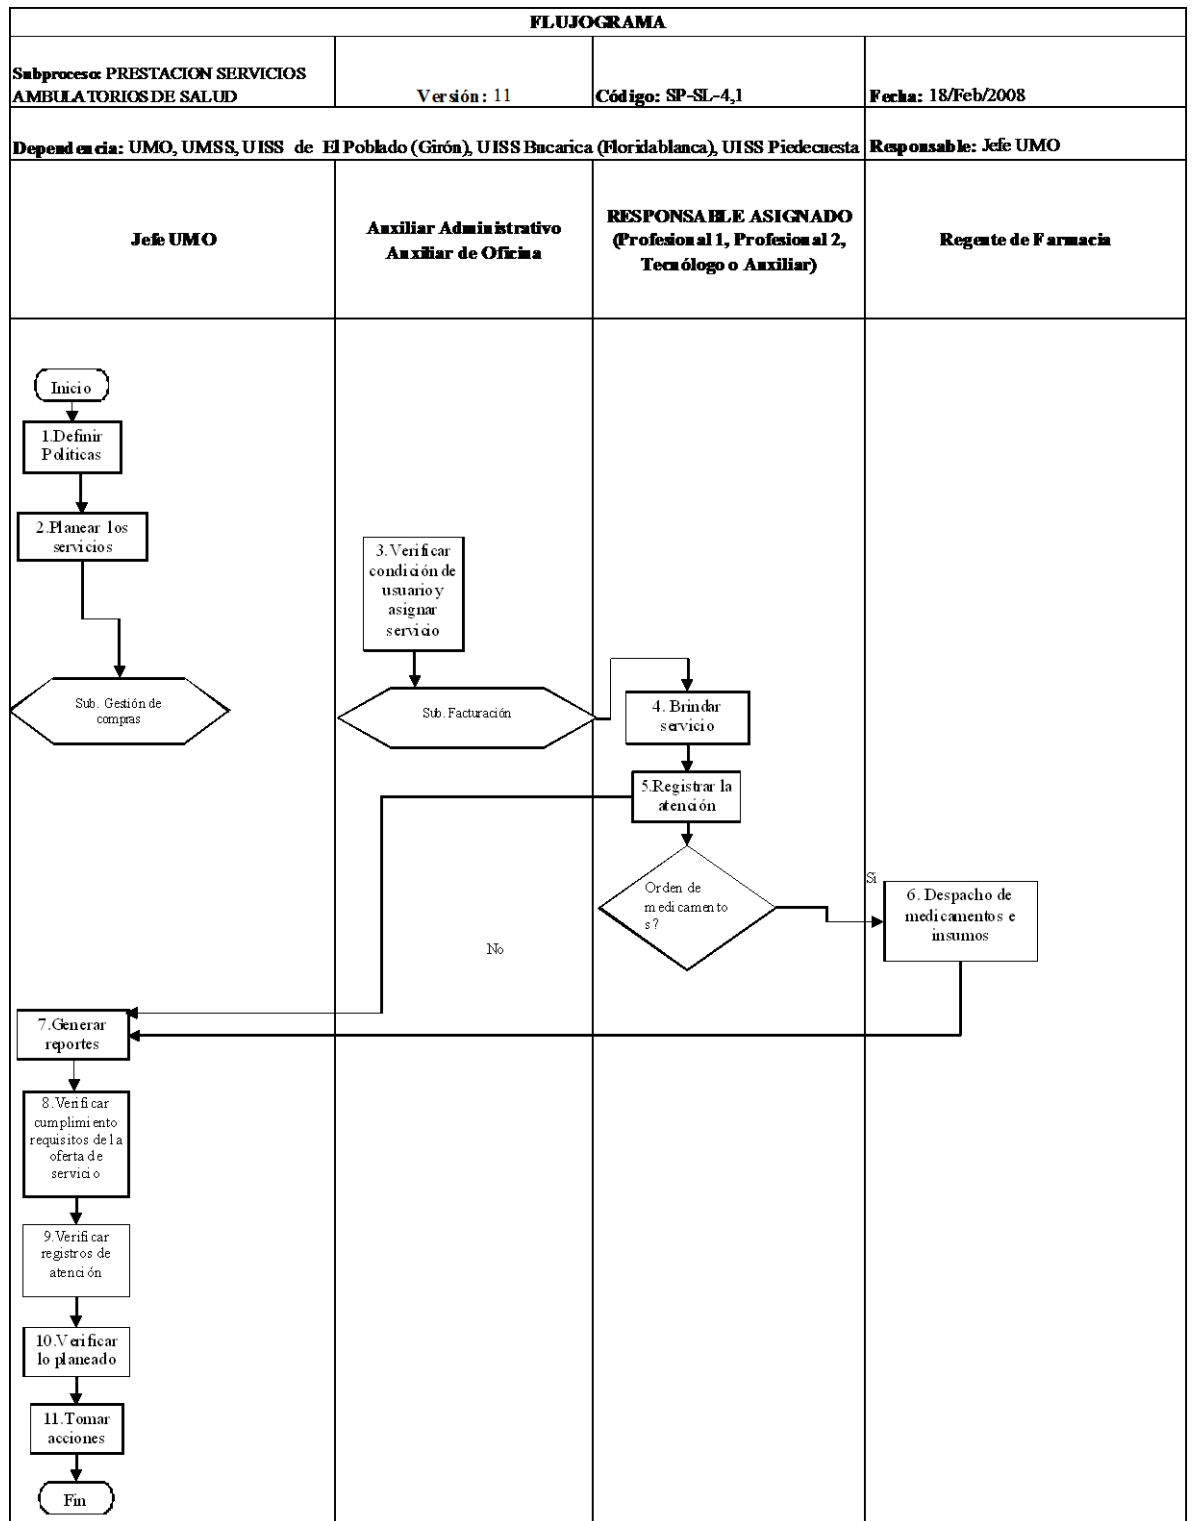 FLUJOGRAMA
Subproceso: PRESTACION SERVICIOS
AMBULATORIOS DE SALUD
Versión: 11
Código: SP-SL-4,1
Fecha: 18/Feb/2008
Dependencia: UMO, UMSS, UISS de El Poblado (Girón), UISS Bucarica (Floridablanca), UISS Piedecuesta
Responsable: Jefe UMO
Jefe UMO
Auxiliar Administrativo
Auxiliar de Oficina
RESPONSABLE ASIGNADO
(Profesional 1, Profesional 2,
Tecnólogo o Auxiliar)
Regente de Farmacia
Inicio
1.Definir
Politicas
2.Planear los
servicios
3.Verificar
condición de
usuario y
asignar
servicio
Sub. Gestión de
compras
Sub. Facturación
4. Brindar
servicio
5.Registrar la
atención
Orden de
medicamento
s?
Si
6. Despacho de
medicamentos e
insumos
No
7.Generar
reportes
8.Verificar
cumplimiento
requisitos de la
oferta de
servicio
9.Verificar
registros de
atención
10.Verificar
lo planeado
11.Tomar
acciones
Fin